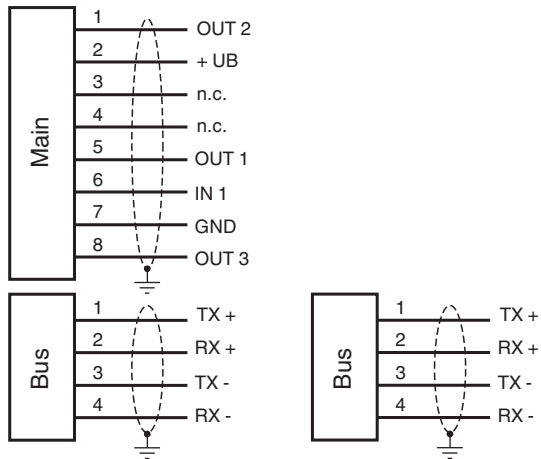 Main
1 OUT 2
2 + UB
3 n.c.
4 n.c.
5 OUT 1
6 IN 1
7 GND
8 OUT 3
Bus
1 TX +
2 RX +
3 TX -
4 RX -
Bus
1 TX +
2 RX +
3 TX -
4 RX -